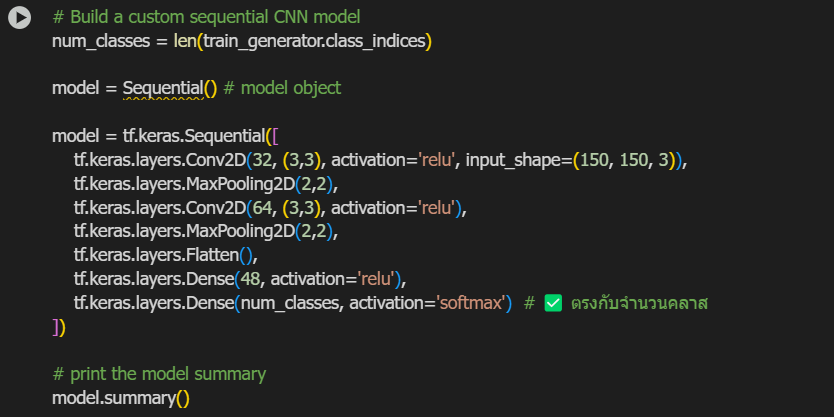 # Build a custom sequential CNN model
num_classes = len(train_generator.class_indices)
model = Sequential() # model object
model = tf.keras.Sequential([
    tf.keras.layers.Conv2D(32, (3,3), activation='relu', input_shape=(150, 150, 3)),
    tf.keras.layers.MaxPooling2D(2,2),
    tf.keras.layers.Conv2D(64, (3,3), activation='relu'),
    tf.keras.layers.MaxPooling2D(2,2),
    tf.keras.layers.Flatten(),
    tf.keras.layers.Dense(48, activation='relu'),
    tf.keras.layers.Dense(num_classes, activation='softmax')  # ✅ ตรงกับจำนวนคลาส
])
# print the model summary
model.summary()